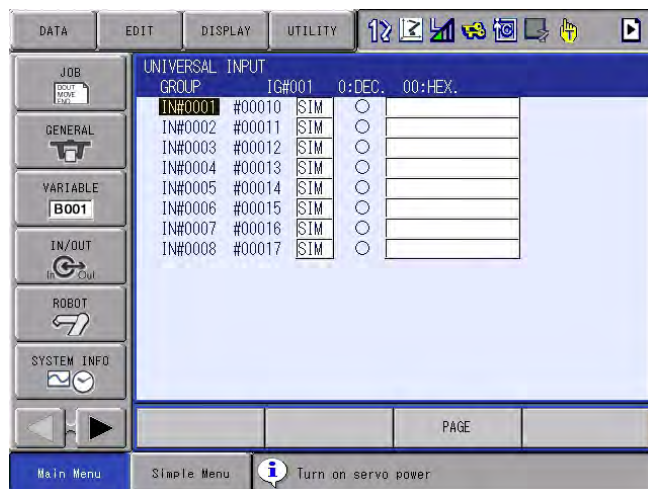 DATA EDIT DISPLAY UTILITY
JOB
DOUT
MOVE
END
GENERAL
VARIABLE
B001
IN/OUT
In Out
ROBOT
SYSTEM INFO
UNIVERSAL INPUT
GROUP IG#001 0:DEC. 00:HEX.
IN#0001 #00010 SIM
IN#0002 #00011 SIM
IN#0003 #00012 SIM
IN#0004 #00013 SIM
IN#0005 #00014 SIM
IN#0006 #00015 SIM
IN#0007 #00016 SIM
IN#0008 #00017 SIM
PAGE
Main Menu Simple Menu Turn on servo power